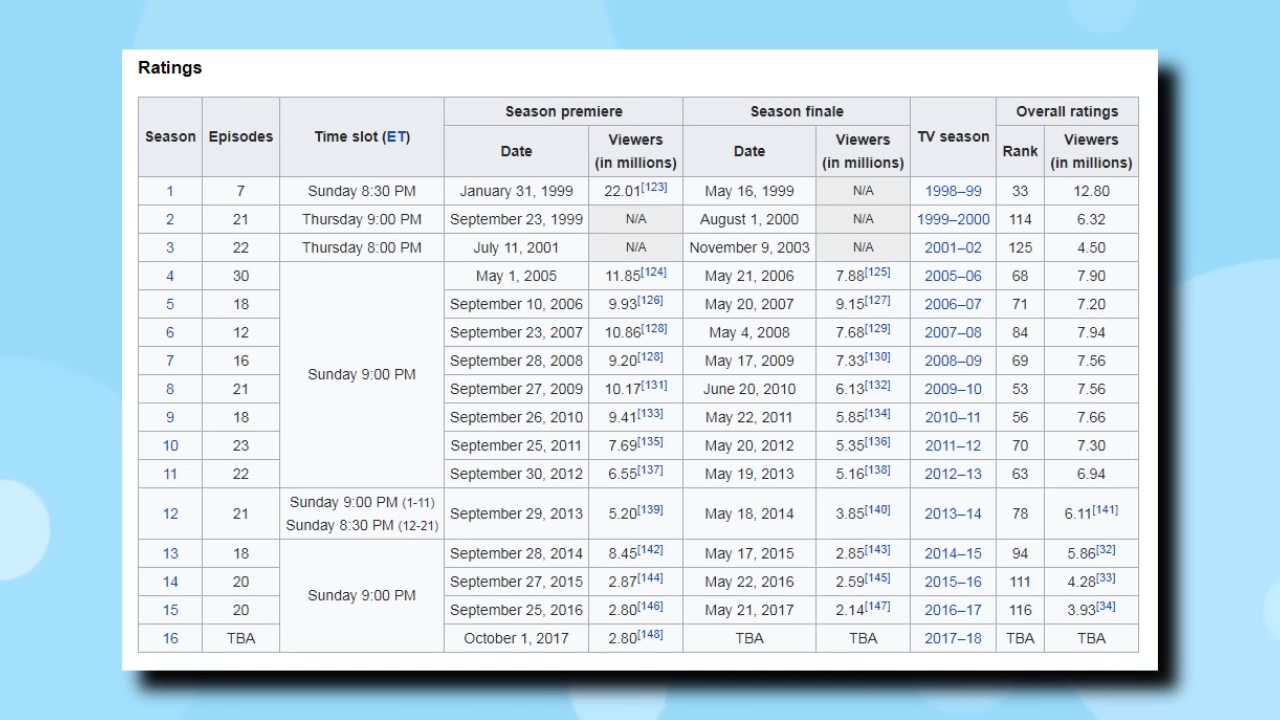 Ratings
Season Episodes Time slot (ET) Season premiere Season finale TV season Overall ratings
Date Viewers (in millions) Date Viewers (in millions) Rank Viewers (in millions)
1 7 Sunday 8:30 PM January 31, 1999 22.01[123] May 16, 1999 N/A 1998–99 33 12.80
2 21 Thursday 9:00 PM September 23, 1999 N/A August 1, 2000 N/A 1999–2000 114 6.32
3 22 Thursday 8:00 PM July 11, 2001 N/A November 9, 2003 N/A 2001–02 125 4.50
4 30 May 1, 2005 11.85[124] May 21, 2006 7.88[125] 2005–06 68 7.90
5 18 September 10, 2006 9.93[126] May 20, 2007 9.15[127] 2006–07 71 7.20
6 12 September 23, 2007 10.86[128] May 4, 2008 7.68[129] 2007–08 84 7.94
7 16 Sunday 9:00 PM September 28, 2008 9.20[128] May 17, 2009 7.33[130] 2008–09 69 7.56
8 21 September 27, 2009 10.17[131] June 20, 2010 6.13[132] 2009–10 53 7.56
9 18 September 26, 2010 9.41[133] May 22, 2011 5.85[134] 2010–11 56 7.66
10 23 September 25, 2011 7.69[135] May 20, 2012 5.35[136] 2011–12 70 7.30
11 22 September 30, 2012 6.55[137] May 19, 2013 5.16[138] 2012–13 63 6.94
12 21 Sunday 9:00 PM (1-11) Sunday 8:30 PM (12-21) September 29, 2013 5.20[139] May 18, 2014 3.85[140] 2013–14 78 6.11[141]
13 18 September 28, 2014 8.45[142] May 17, 2015 2.85[143] 2014–15 94 5.86[32]
14 20 Sunday 9:00 PM September 27, 2015 2.87[144] May 22, 2016 2.59[145] 2015–16 111 4.28[33]
15 20 September 25, 2016 2.80[146] May 21, 2017 2.14[147] 2016–17 116 3.93[34]
16 TBA October 1, 2017 2.80[148] TBA TBA 2017–18 TBA TBA